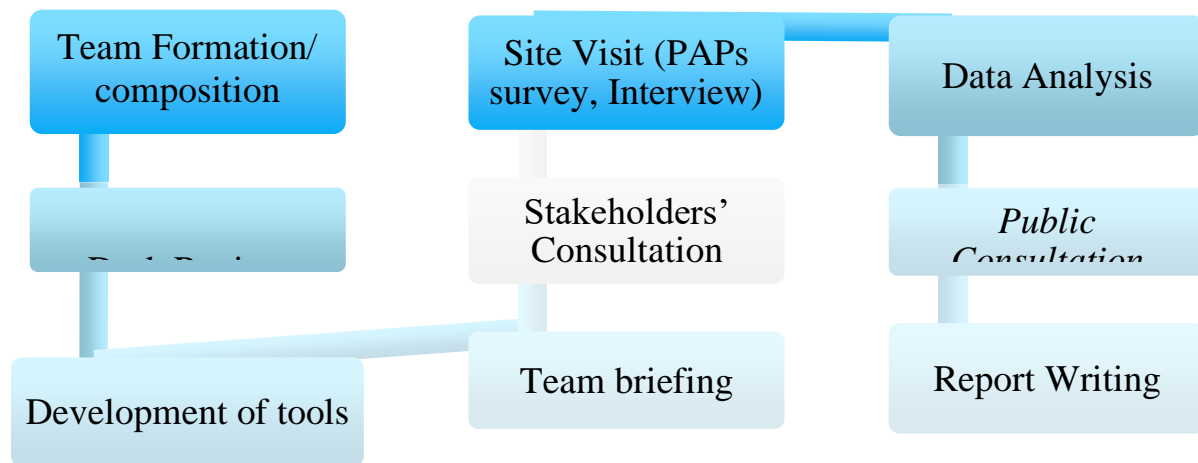 Team Formation/
composition
Development of tools
Site Visit (PAPs
survey, Interview)
Stakeholders’
Consultation
Team briefing
Data Analysis
Public
Consultation
Report Writing